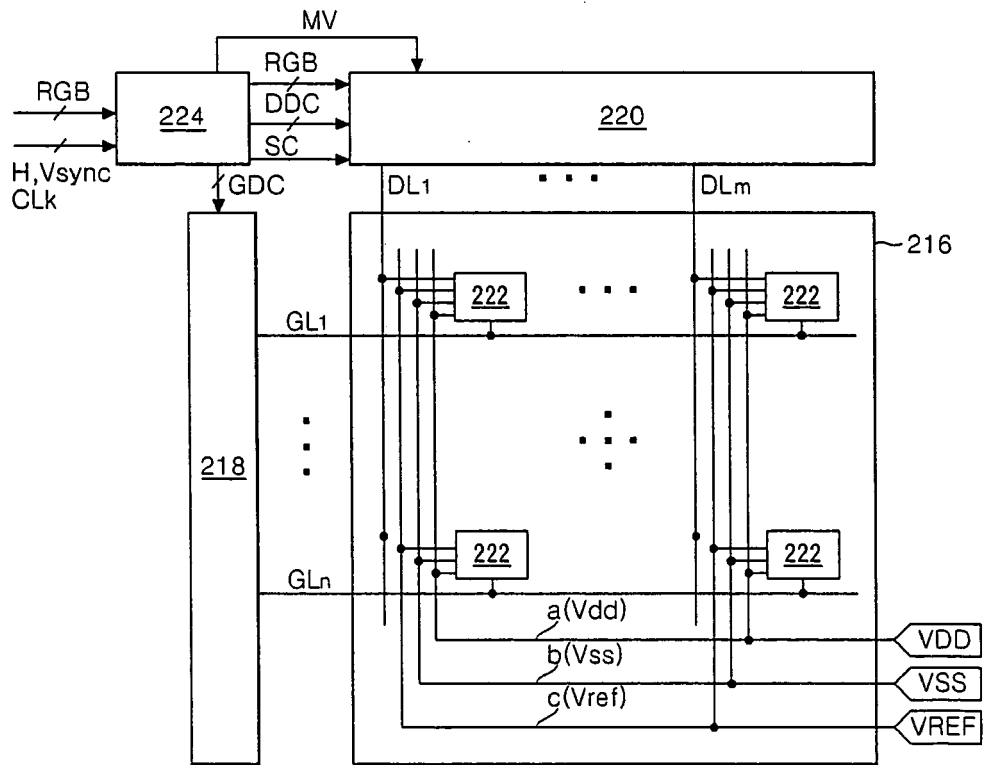 MV
RGB
RGB
DDC
SC
224
220
H,Vsync
CLk
GDC
DL1
DLm
216
222
222
GL1
218
222
222
GLn
a(Vdd)
b(Vss)
c(Vref)
VDD
VSS
VREF